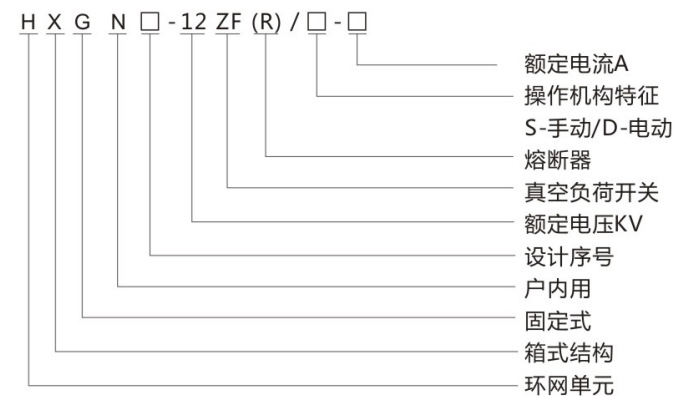 HXGN□-12ZF(R)/□-□
额定电流A
操作机构特征
S-手动/D-电动
熔断器
真空负荷开关
额定电压KV
设计序号
户内用
固定式
箱式结构
环网单元